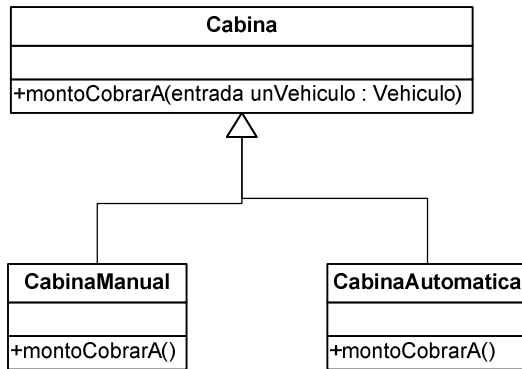 Cabina
+montoCobrarA(entrada unVehiculo : Vehiculo)
CabinaManual
+montoCobrarA()
CabinaAutomatica
+montoCobrarA()